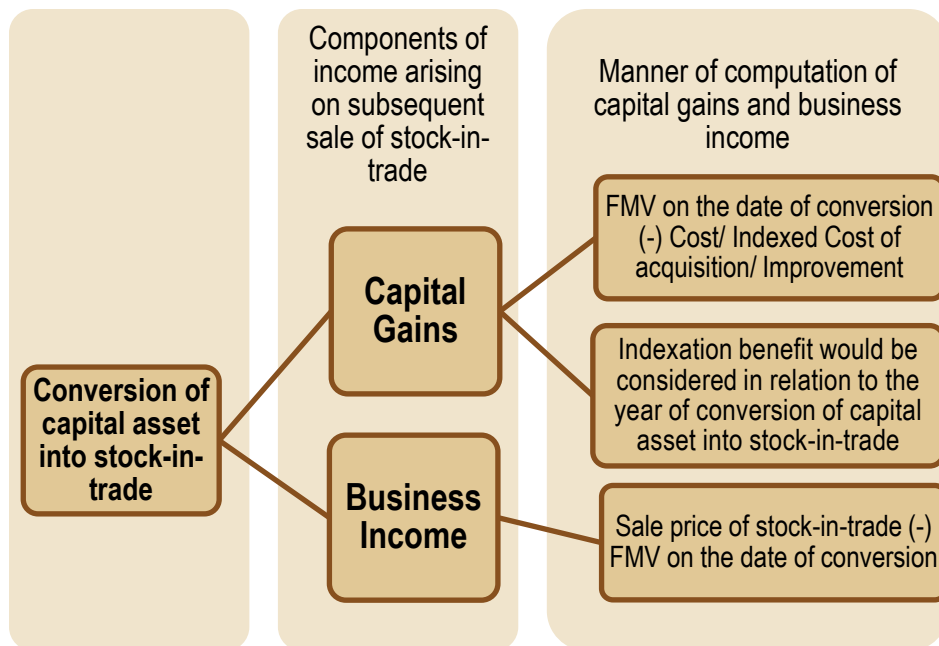 Components of
income arising
on subsequent
sale of stock-in-
trade
Manner of computation of
capital gains and business
income
Conversion of
capital asset
into stock-in-
trade
Capital
Gains
Business
Income
FMV on the date of conversion
(-) Cost/ Indexed Cost of
acquisition/ Improvement
Indexation benefit would be
considered in relation to the
year of conversion of capital
asset into stock-in-trade
Sale price of stock-in-trade (-)
FMV on the date of conversion